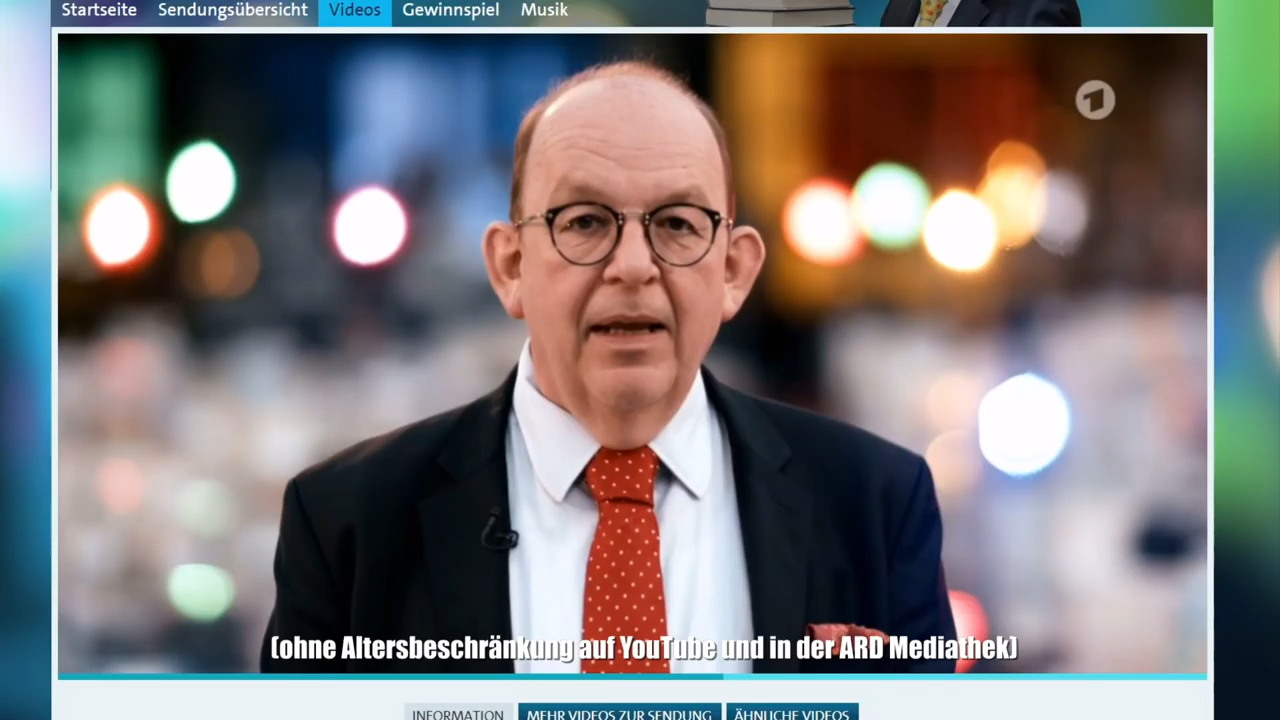 Startseite Sendungsübersicht Videos Gewinnspiel Musik
(ohne Altersbeschränkung auf YouTube und in der ARD Mediathek)
INFORMATION MEHR VIDEOS ZUR SENDUNG ÄHNLICHE VIDEOS